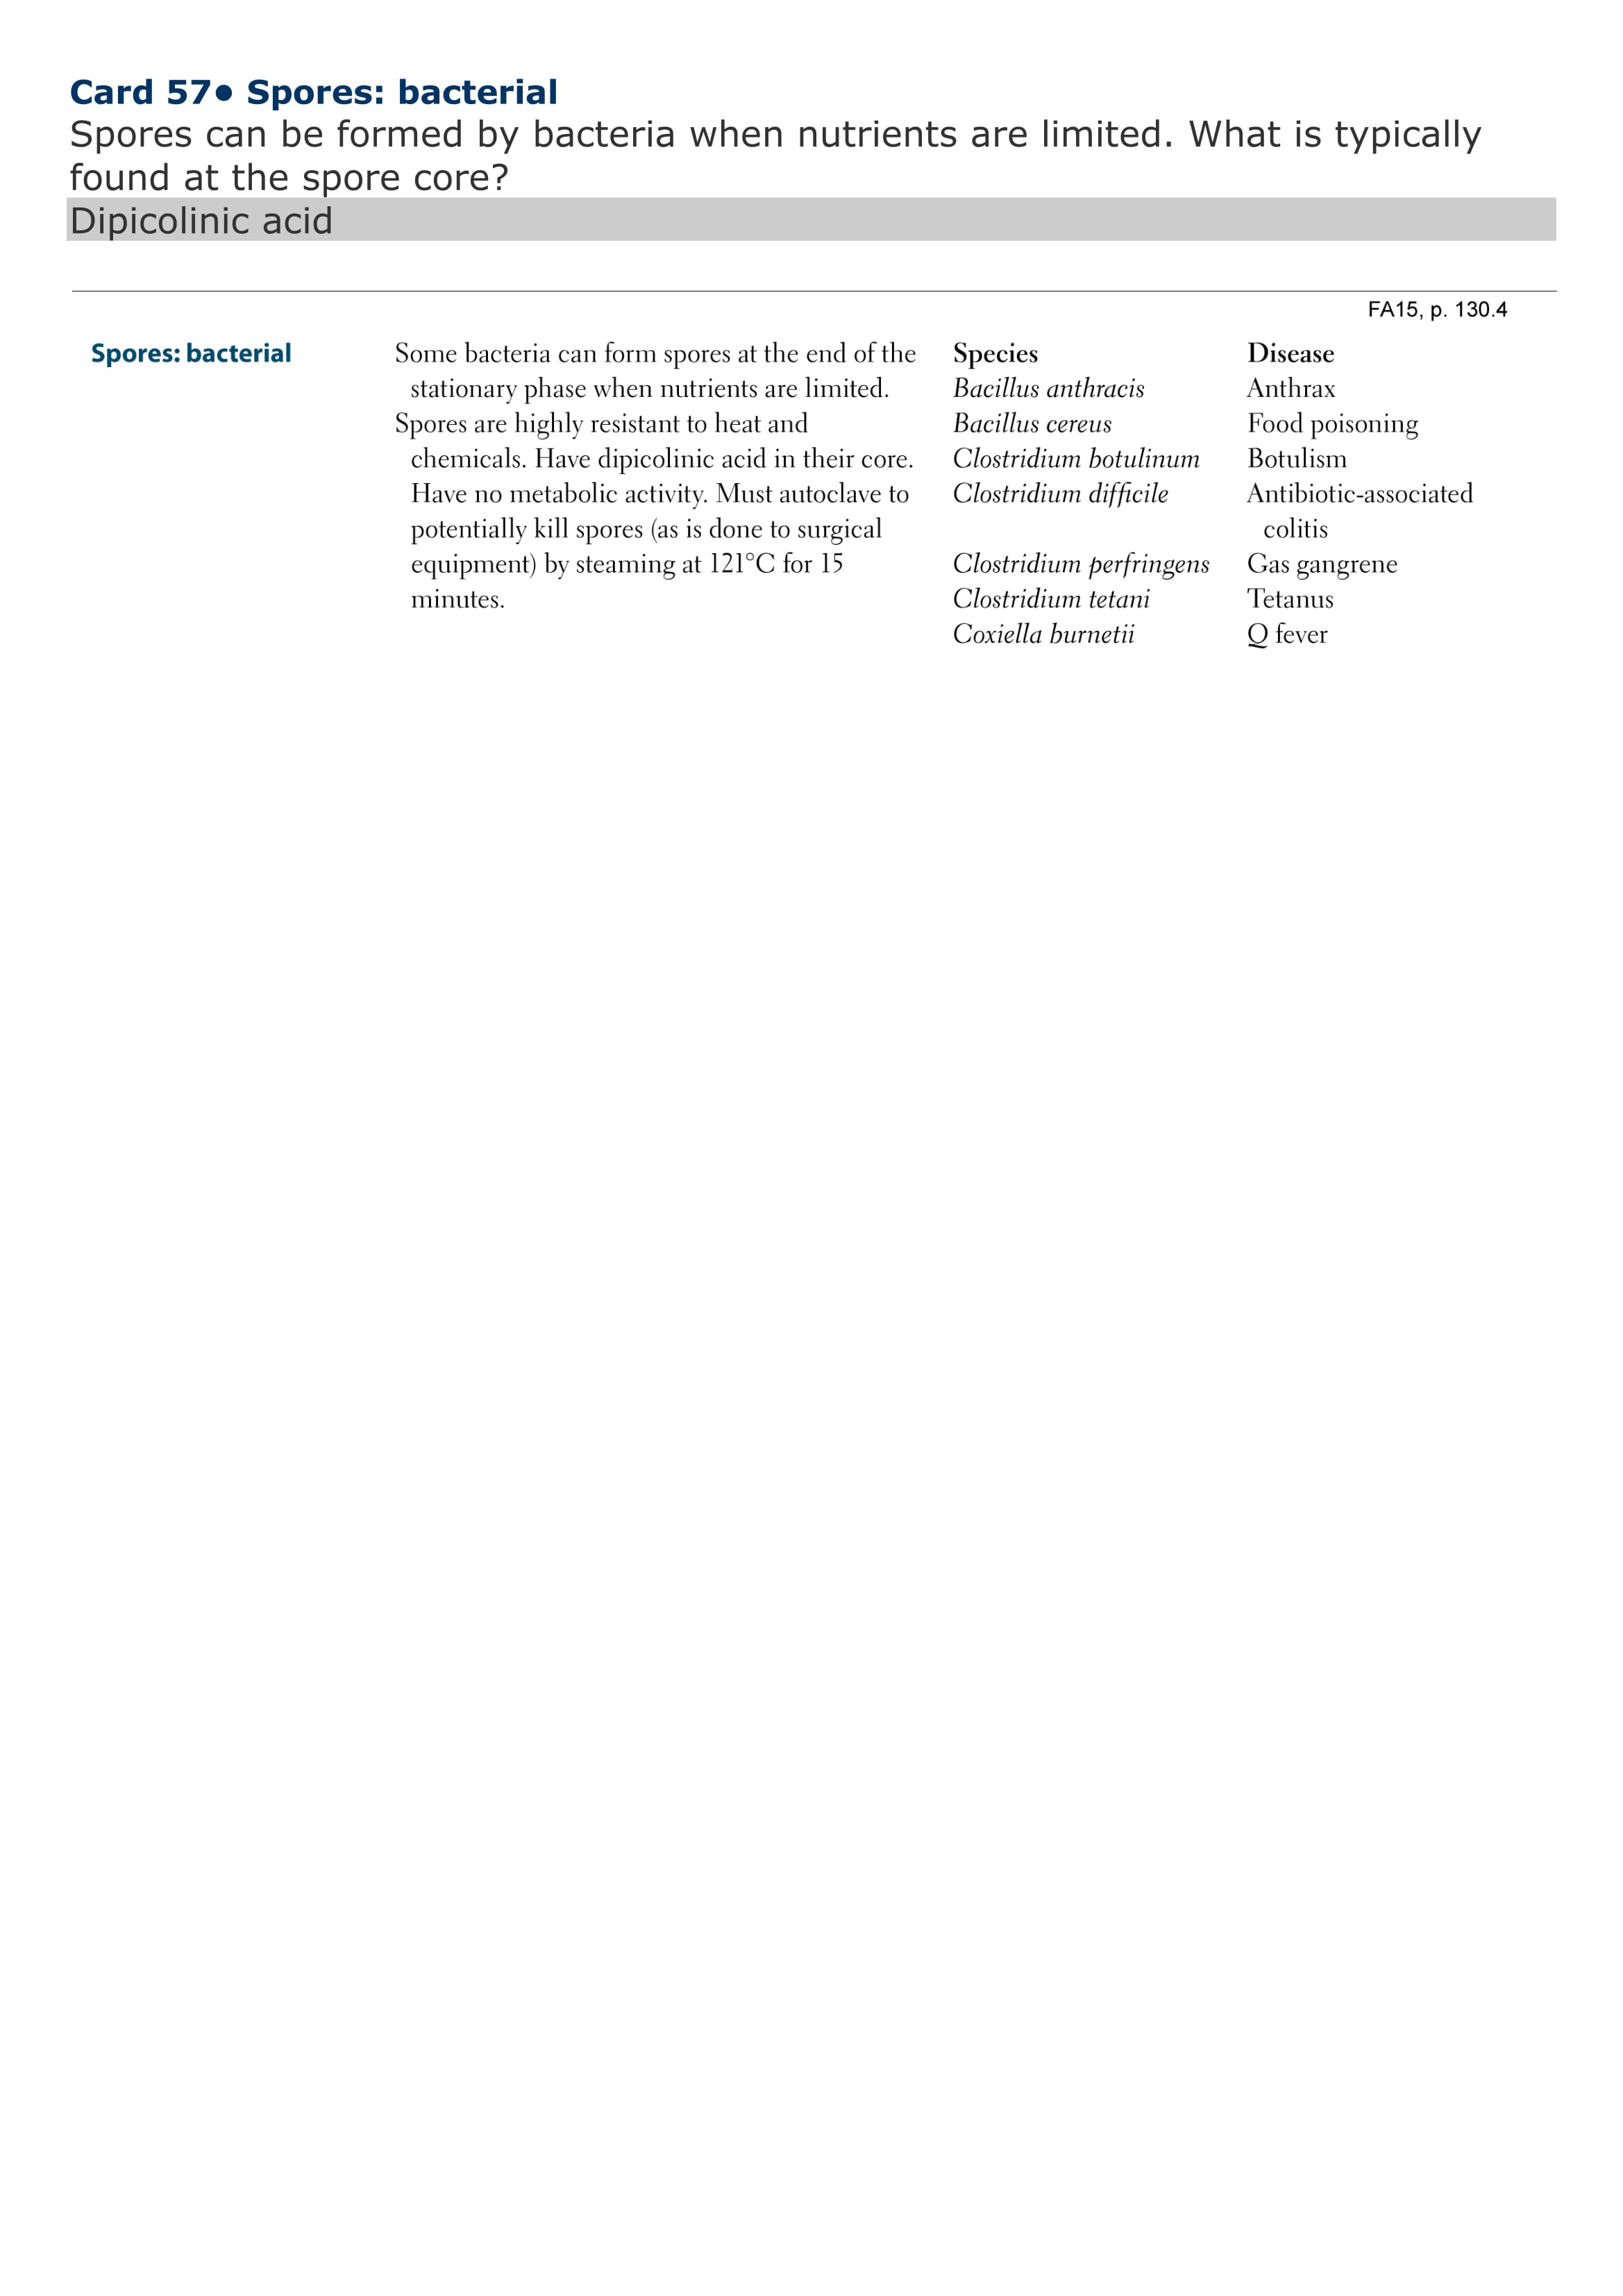 Card 57• Spores: bacterial
Spores can be formed by bacteria when nutrients are limited. What is typically
found at the spore core?
Dipicolinic acid
FA15, p. 130.4
Spores: bacterial
Some bacteria can form spores at the end of the
stationary phase when nutrients are limited.
Spores are highly resistant to heat and
chemicals. Have dipicolinic acid in their core.
Have no metabolic activity. Must autoclave to
potentially kill spores (as is done to surgical
equipment) by steaming at 121°C for 15
minutes.
Species Disease
Bacillus anthracis Anthrax
Bacillus cereus Food poisoning
Clostridium botulinum Botulism
Clostridium difficile Antibiotic-associated
colitis
Clostridium perfringens Gas gangrene
Clostridium tetani Tetanus
Coxiella burnetii Q fever